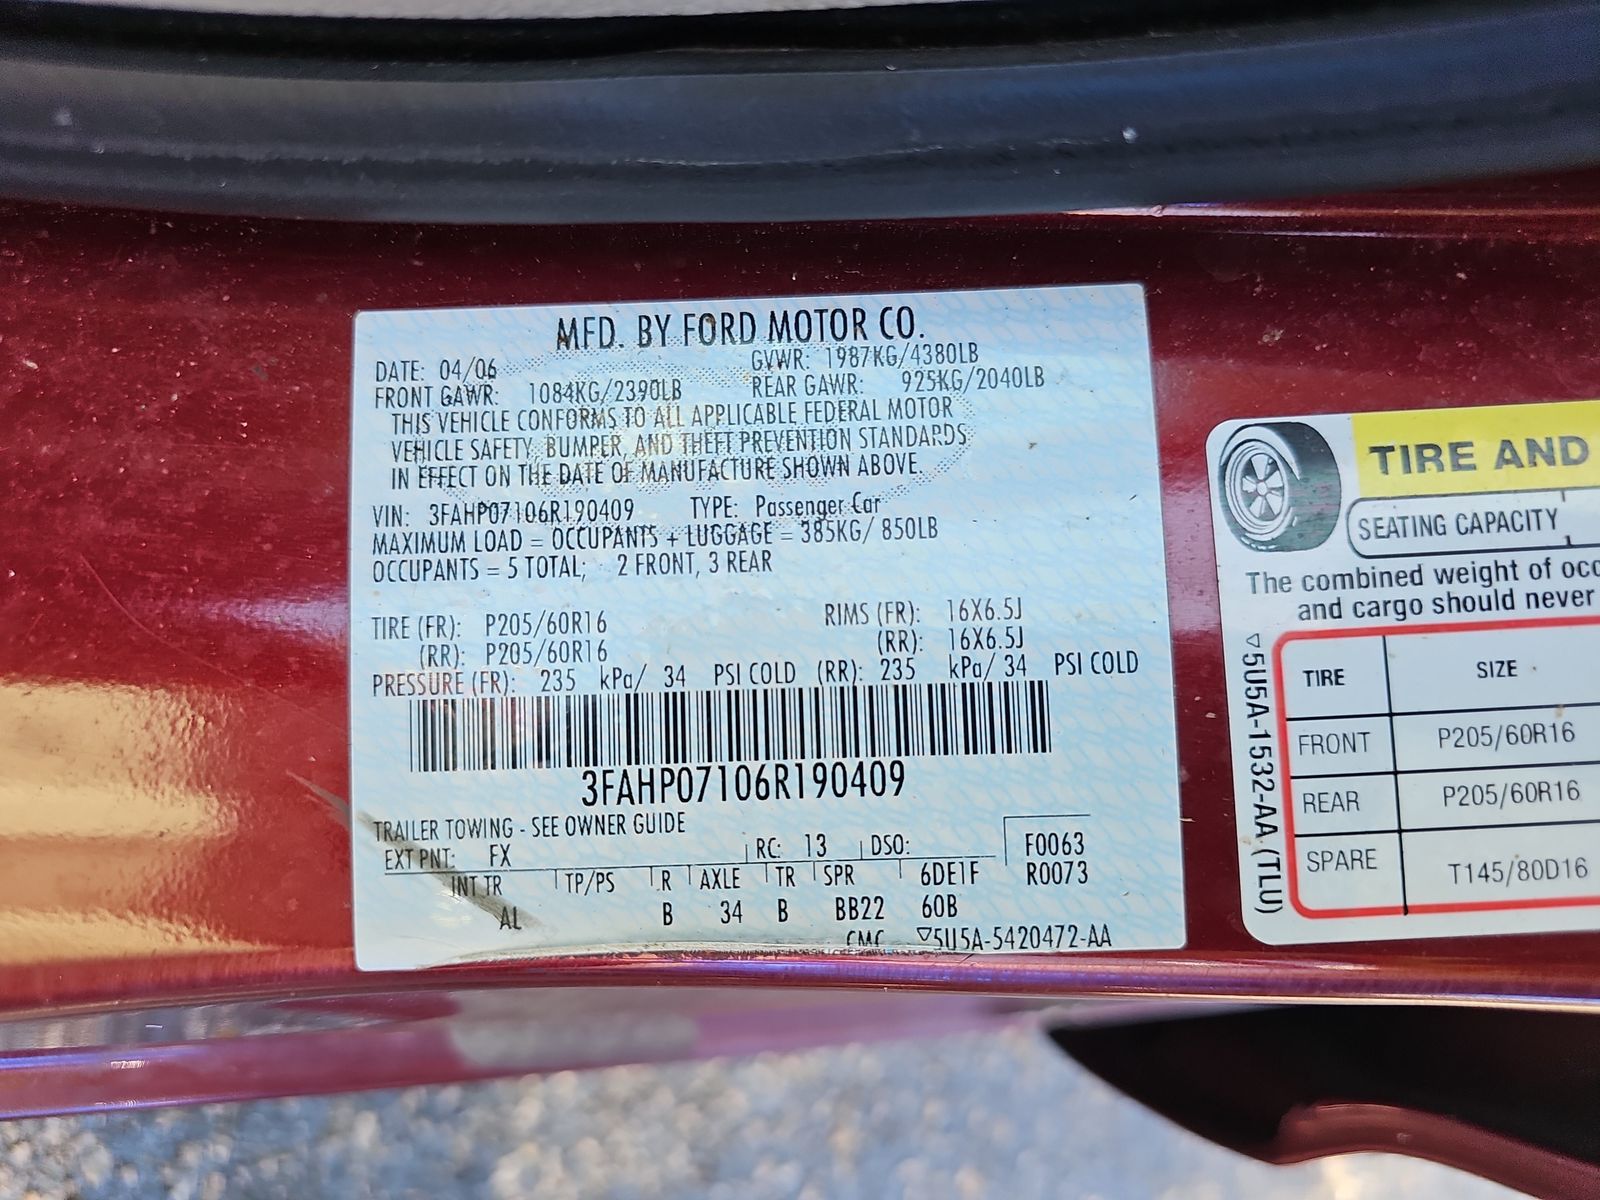 MFD. BY FORD MOTOR CO.
DATE: 04/06 GVWR: 1987KG/4380LB
FRONT GAWR: 1084KG/2390LB REAR GAWR: 925KG/2040LB
THIS VEHICLE CONFORMS TO ALL APPLICABLE FEDERAL MOTOR
VEHICLE SAFETY, BUMPER, AND THEFT PREVENTION STANDARDS
IN EFFECT ON THE DATE OF MANUFACTURE SHOWN ABOVE.
VIN: 3FAHP07106R190409 TYPE: Passenger Car
MAXIMUM LOAD = OCCUPANTS + LUGGAGE = 385KG/ 850LB
OCCUPANTS = 5 TOTAL; 2 FRONT, 3 REAR
TIRE (FR): P205/60R16 RIMS (FR): 16X6.5J
(RR): P205/60R16 (RR): 16X6.5J
PRESSURE (FR): 235 kPa/ 34 PSI COLD (RR): 235 kPa/ 34 PSI COLD
3FAHP07106R190409
TRAILER TOWING - SEE OWNER GUIDE
EXT PNT: FX RC: 13 DSO: F0063
INT TR TP/PS R AXLE TR SPR 6DE1F R0073
AL B 34 B BB22 60B
CMC ▽5U5A-5420472-AA
TIRE AND
SEATING CAPACITY
The combined weight of occ
and cargo should never
TIRE SIZE
FRONT P205/60R16
REAR P205/60R16
SPARE T145/80D16
▽5U5A-1532-AA (TLU)